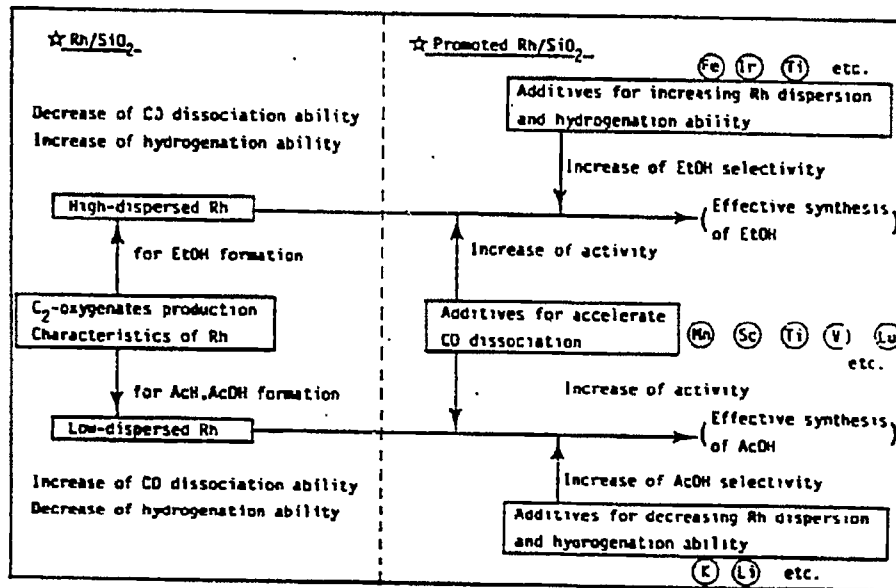 ☆ Rh/SiO2
Decrease of CO dissociation ability
Increase of hydrogenation ability
High-dispersed Rh
for EtOH formation
C2-oxygenates production
Characteristics of Rh
for AcH,AcOH formation
Low-dispersed Rh
Increase of CO dissociation ability
Decrease of hydrogenation ability
☆ Promoted Rh/SiO2
Fe Ir Ti etc.
Additives for increasing Rh dispersion
and hydrogenation ability
Increase of EtOH selectivity
(Effective synthesis
of EtOH
Increase of activity
Additives for accelerate
CO dissociation
Mn Sc Ti V Lu
etc.
Increase of activity
(Effective synthesis
of AcOH
Increase of AcOH selectivity
Additives for decreasing Rh dispersion
and hydrogenation ability
K Li etc.